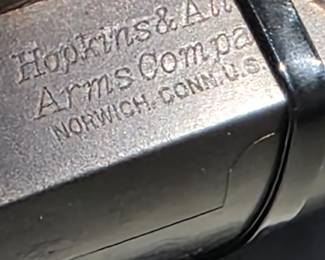 Hopkins & All
Arms Compa
NORWICH. CONN. U.S.